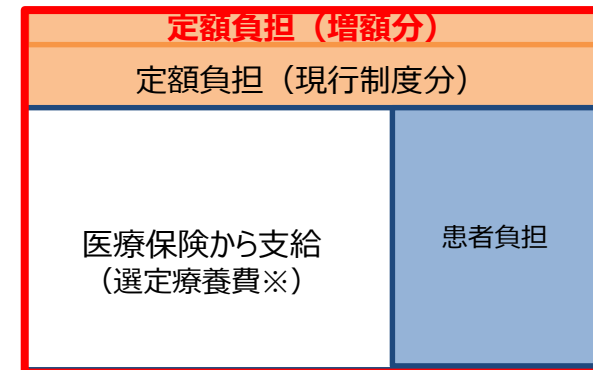 定額負担（増額分）
定額負担（現行制度分）
医療保険から支給
（選定療養費※）
患者負担